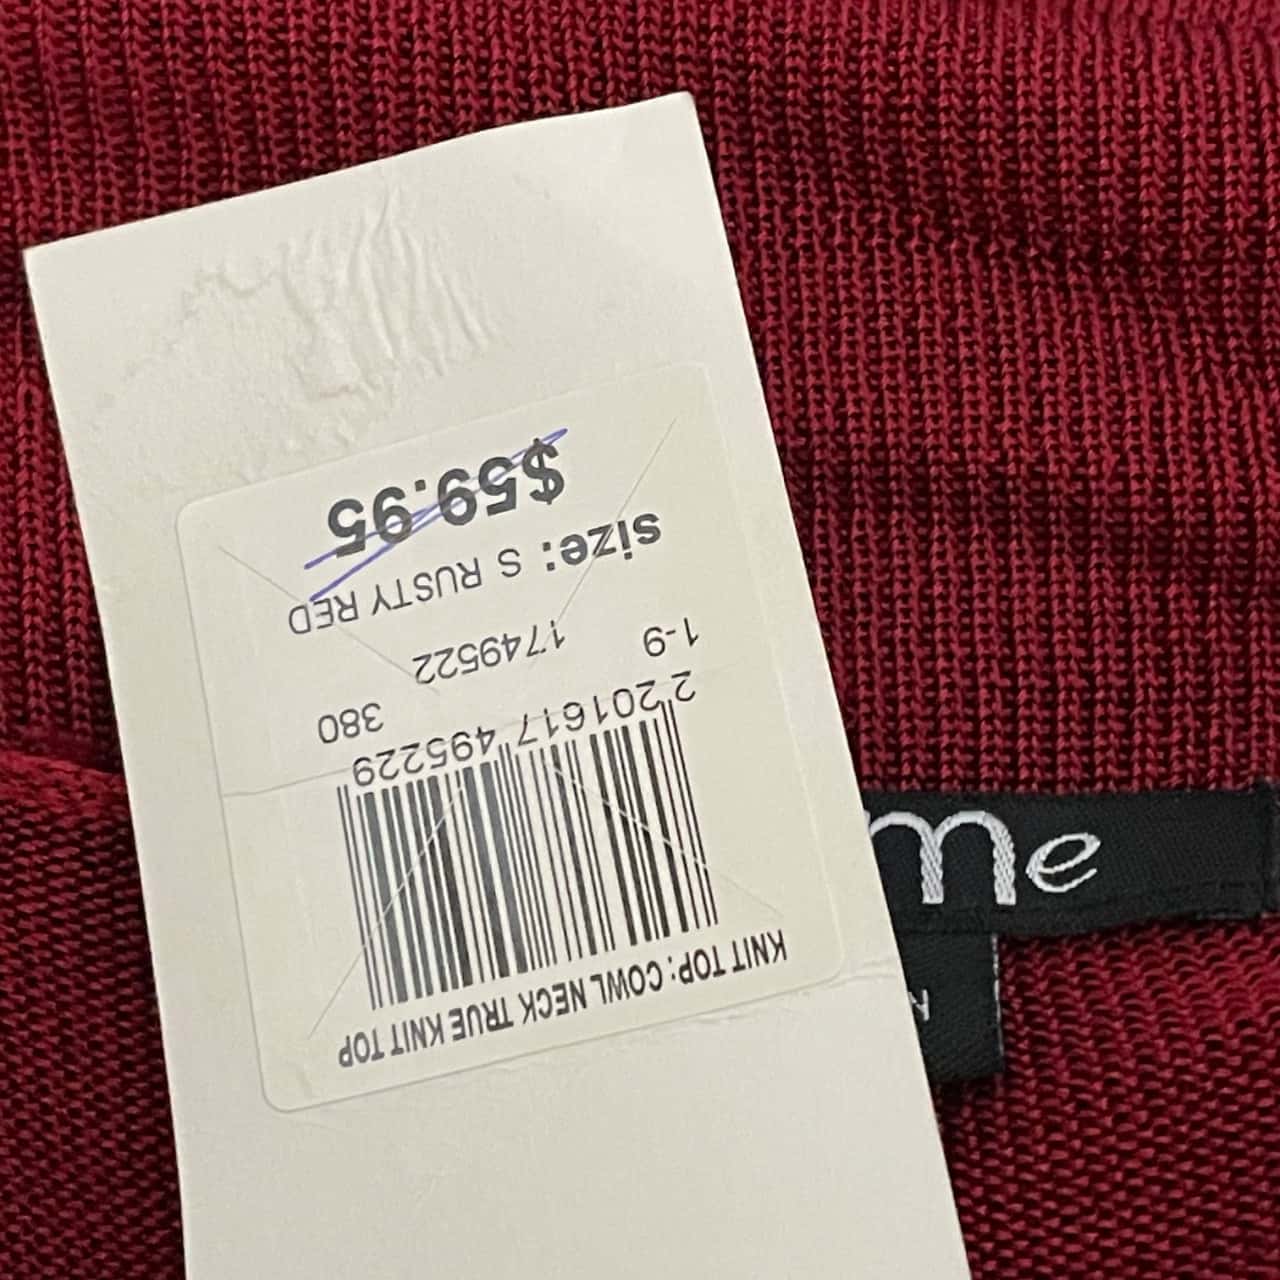 KNIT TOP: COWL NECK TRUE KNIT TOP
2 201617 495229
1-9 380
1749522
size: S RUSTY RED
$59.95
me